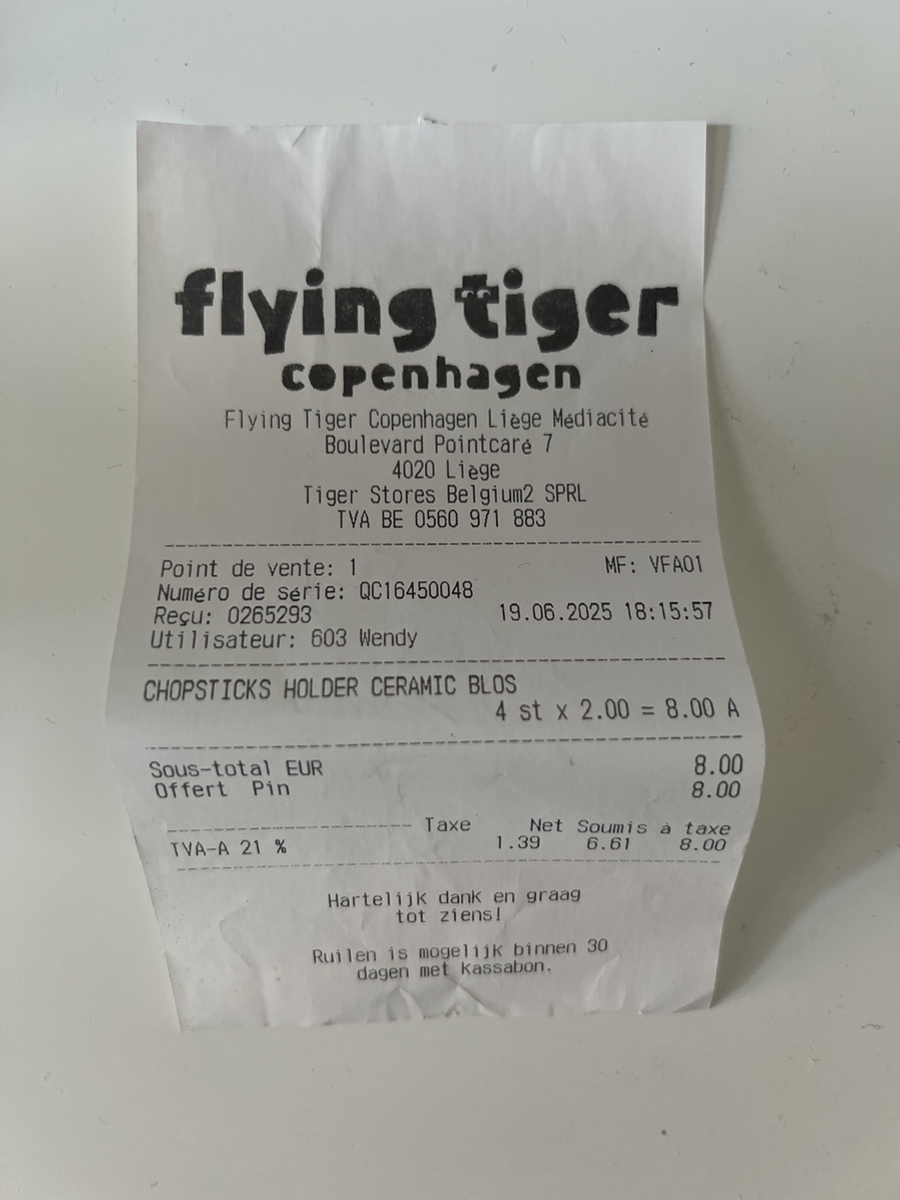 flying tiger
copenhagen
Flying Tiger Copenhagen Liège Médiacité
Boulevard Pointcaré 7
4020 Liège
Tiger Stores Belgium2 SPRL
TVA BE 0560 971 883
Point de vente: 1 MF: VFA01
Numéro de série: QC16450048
Reçu: 0265293 19.06.2025 18:15:57
Utilisateur: 603 Wendy
CHOPSTICKS HOLDER CERAMIC BLOS
4 st x 2.00 = 8.00 A
Sous-total EUR 8.00
Offert Pin 8.00
Taxe Net Soumis à taxe
TVA-A 21 % 1.39 6.61 8.00
Hartelijk dank en graag
tot ziens!
Ruilen is mogelijk binnen 30
dagen met kassabon.